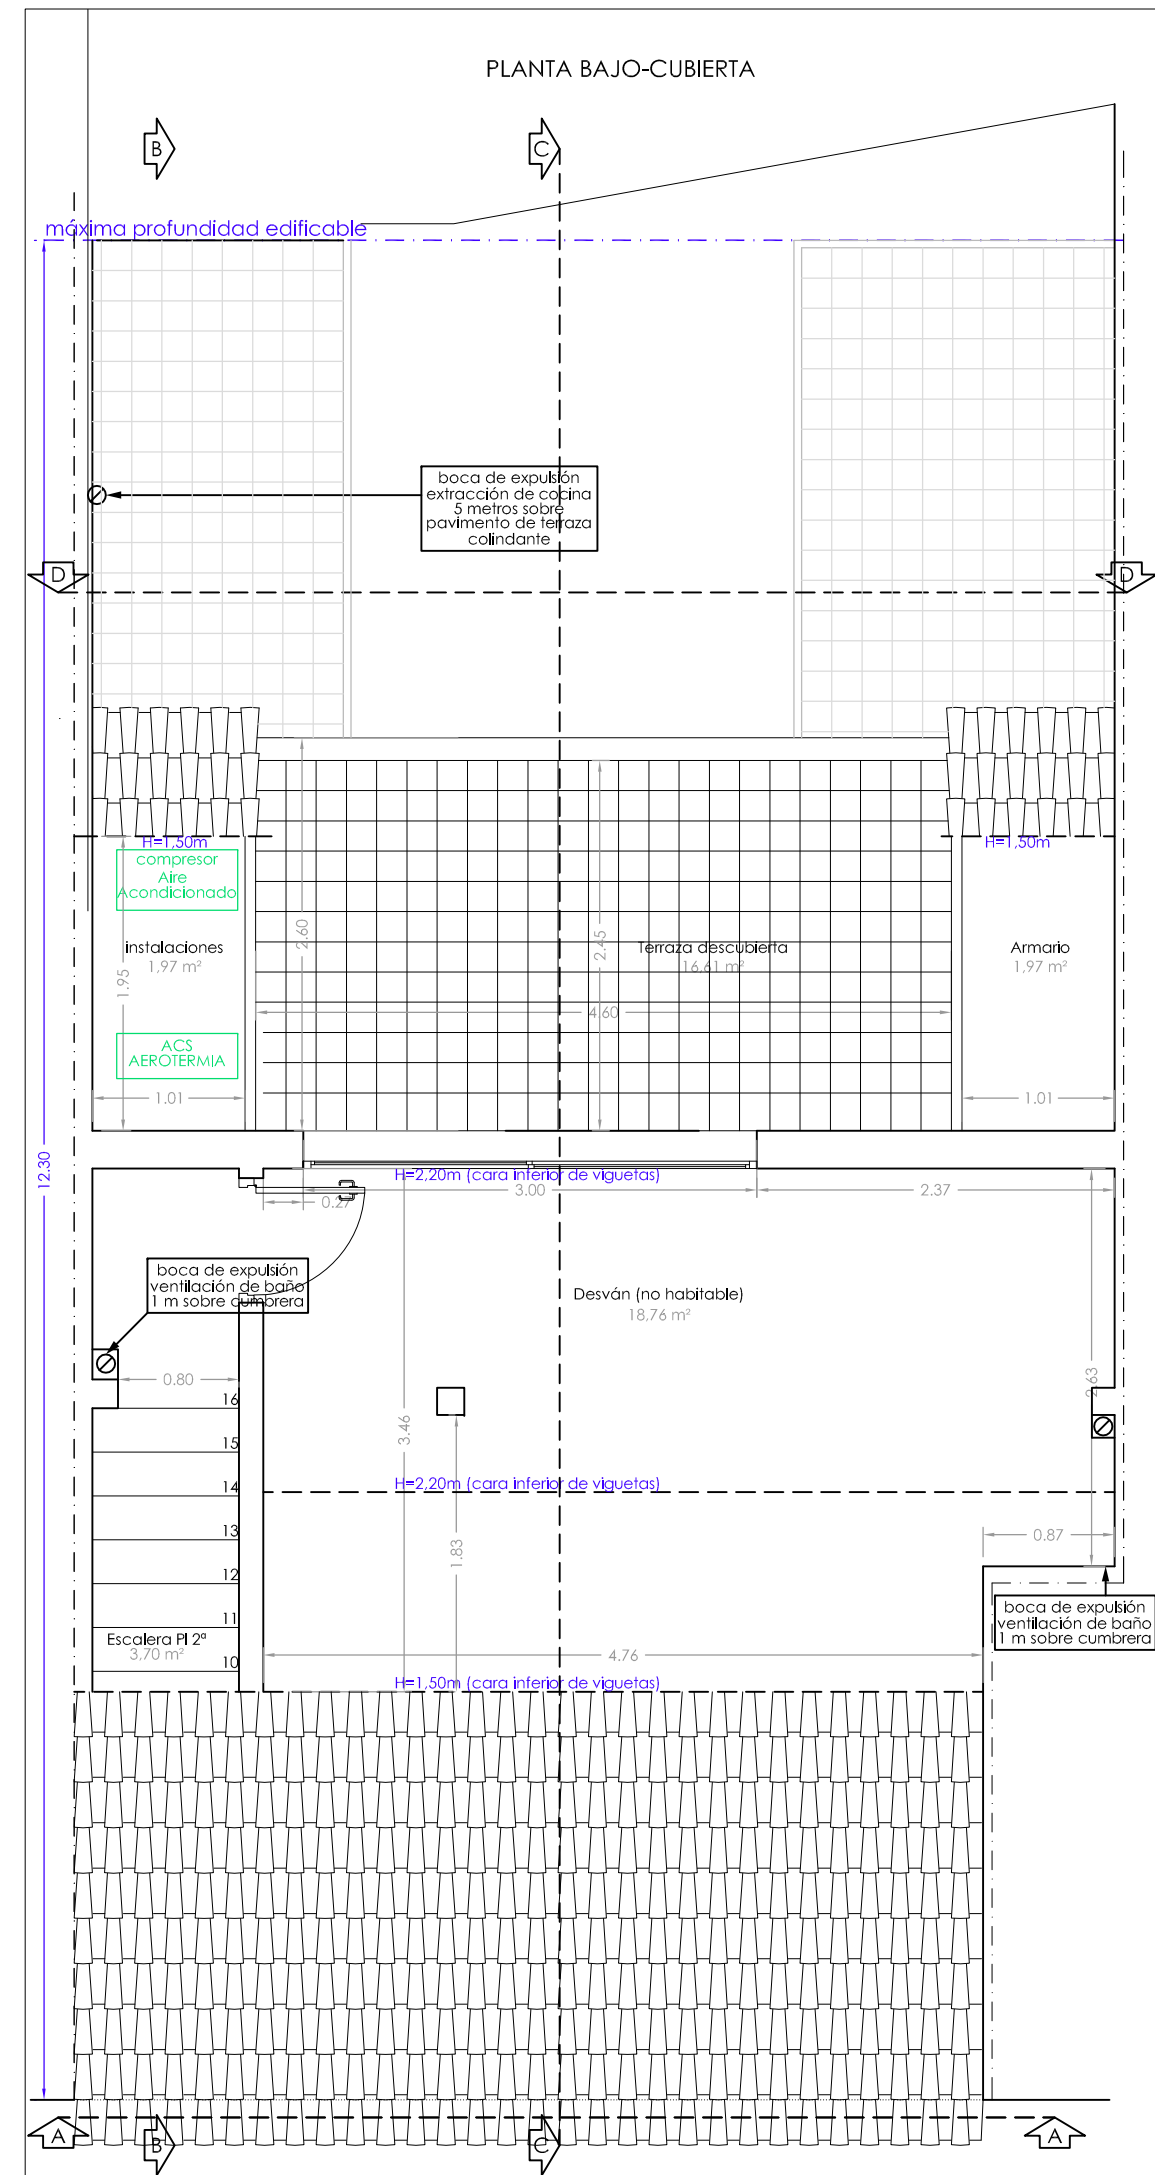 PLANTA BAJO-CUBIERTA
B
C
máxima profundidad edificable
boca de expulsión
extracción de cocina
5 metros sobre
pavimento de terraza
colindante
D
D
H=1,50m
H=1,50m
compresor
Aire
Acondicionado
instalaciones
1,97 m²
Terraza descubierta
16,61 m²
Armario
1,97 m²
2.60
2.45
1.95
4.60
ACS
AEROTERMIA
1.01
1.01
12.30
H=2,20m (cara inferior de viguetas)
3.00
2.37
0.27
boca de expulsión
ventilación de baño
1 m sobre cumbrera
Desván (no habitable)
18,76 m²
0.80
2.63
16
3.46
15
14
H=2,20m (cara inferior de viguetas)
13
1.83
0.87
12
11
boca de expulsión
ventilación de baño
1 m sobre cumbrera
Escalera Pl 2ª
3,70 m²
10
4.76
H=1,50m (cara inferior de viguetas)
A
B
C
A